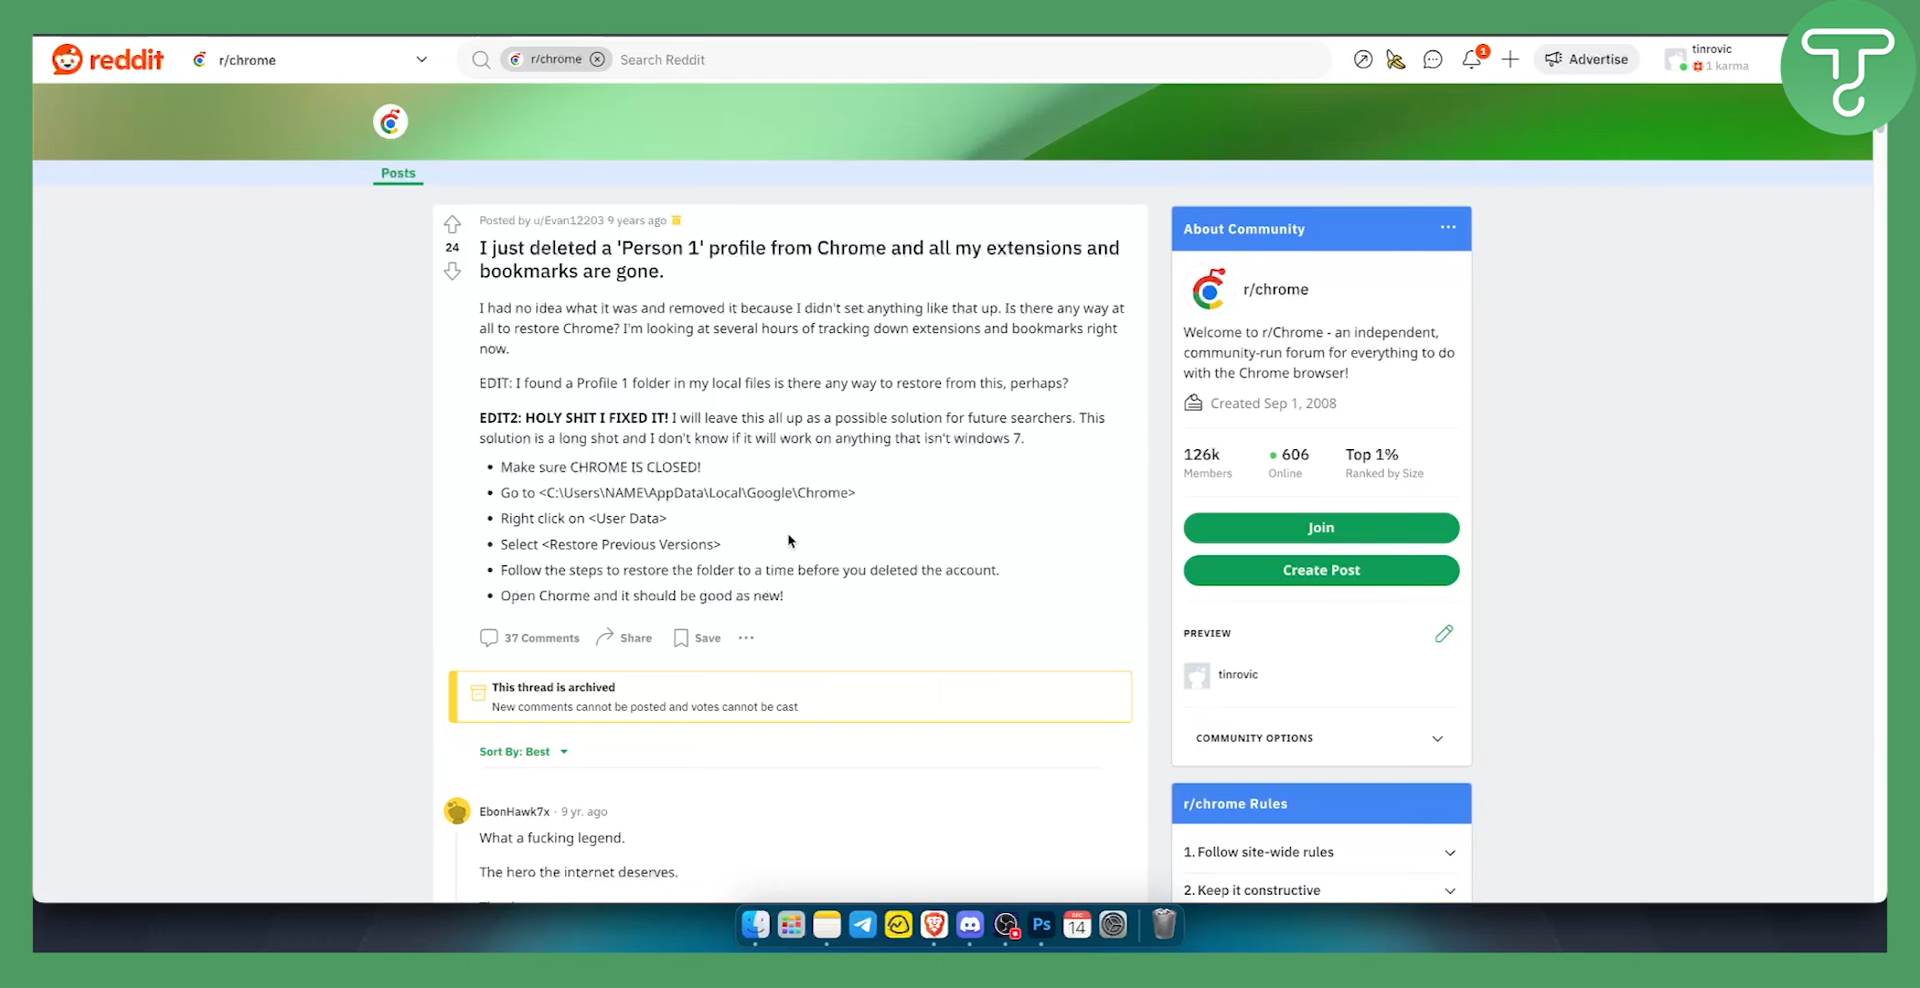 reddit
r/chrome
r/chrome
Search Reddit
1
Advertise
tinrovic
1 karma
Posts
Posted by u/Evan12203 9 years ago
24
I just deleted a 'Person 1' profile from Chrome and all my extensions and
bookmarks are gone.
I had no idea what it was and removed it because I didn't set anything like that up. Is there any way at
all to restore Chrome? I'm looking at several hours of tracking down extensions and bookmarks right
now.
EDIT: I found a Profile 1 folder in my local files is there any way to restore from this, perhaps?
EDIT2: HOLY SHIT I FIXED IT! I will leave this all up as a possible solution for future searchers. This
solution is a long shot and I don't know if it will work on anything that isn't windows 7.
• Make sure CHROME IS CLOSED!
• Go to <C:\Users\NAME\AppData\Local\Google\Chrome>
• Right click on <User Data>
• Select <Restore Previous Versions>
• Follow the steps to restore the folder to a time before you deleted the account.
• Open Chorme and it should be good as new!
37 Comments
Share
Save
This thread is archived
New comments cannot be posted and votes cannot be cast
Sort By: Best
EbonHawk7x · 9 yr. ago
What a fucking legend.
The hero the internet deserves.
About Community
r/chrome
Welcome to r/Chrome - an independent,
community-run forum for everything to do
with the Chrome browser!
Created Sep 1, 2008
126k 606 Top 1%
Members Online Ranked by Size
Join
Create Post
PREVIEW
tinrovic
COMMUNITY OPTIONS
r/chrome Rules
1. Follow site-wide rules
2. Keep it constructive
Ps
DEC
14